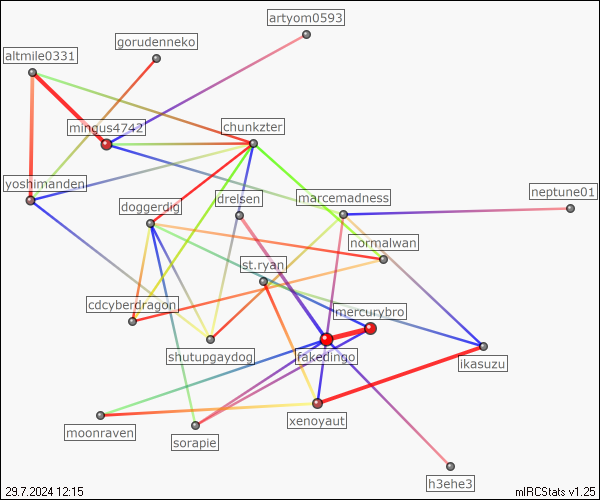 artyom0593
gorudenneko
altmile0331
mingus4742
chunkzter
yoshimanden
doggerdig
drelsen
marcemadness
neptune01
normalwan
st.ryan
cdcyberdragon
mercurybro
shutupgaydog
fakedingo
ikasuzu
xenoyaut
moonraven
sorapie
h3ehe3
29.7.2024 12:15
mIRCStats v1.25